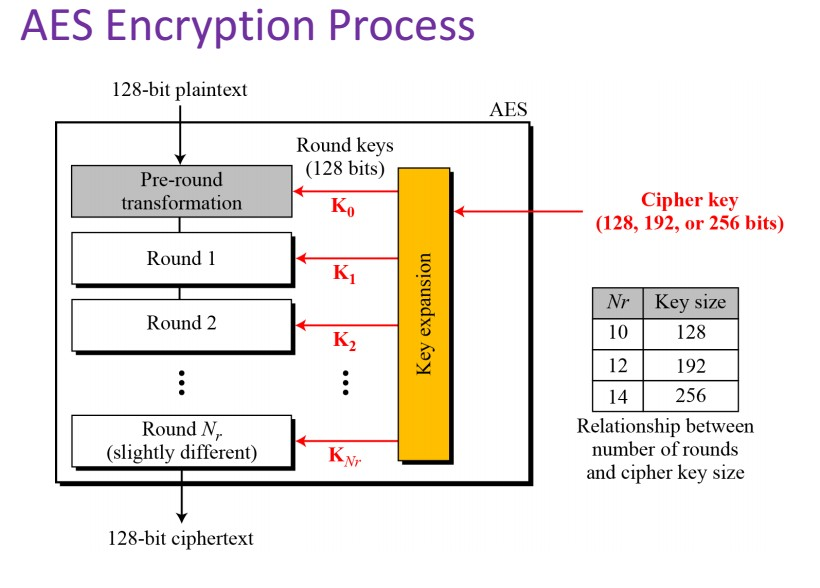 AES Encryption Process
128-bit plaintext
AES
Round keys
(128 bits)
Pre-round
transformation
K0
Cipher key
(128, 192, or 256 bits)
Round 1
K1
Round 2
K2
Key expansion
Nr Key size
10 128
12 192
14 256
Relationship between
number of rounds
and cipher key size
Round Nr
(slightly different)
KNr
128-bit ciphertext